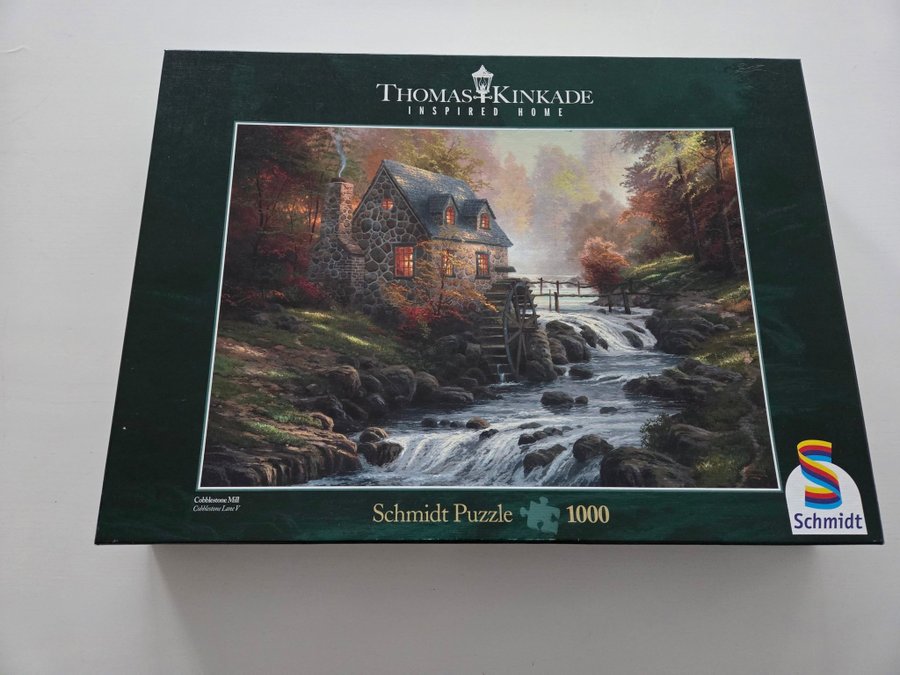 THOMAS KINKADE
INSPIRED HOME
Cobblestone Mill
Cobblestone Lane V
Schmidt Puzzle 1000
Schmidt